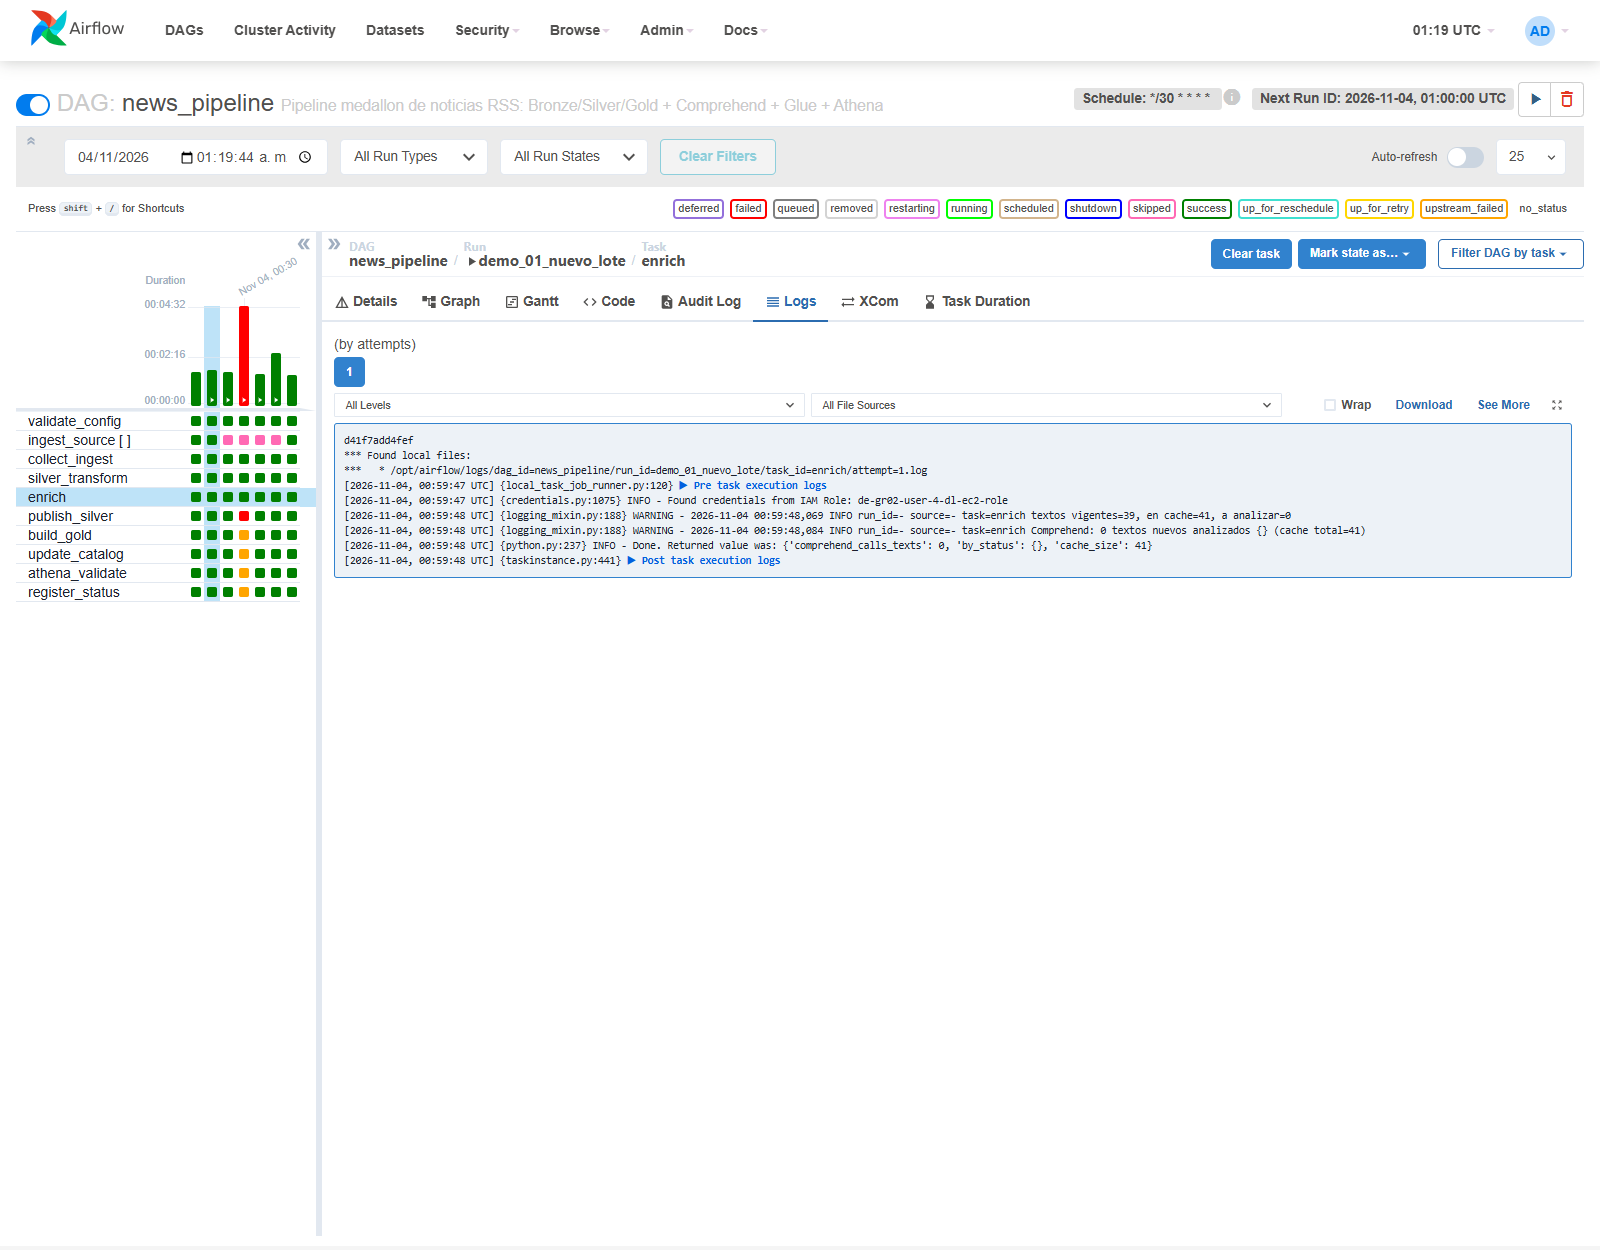 Airflow DAGs Cluster Activity Datasets Security Browse Admin Docs 01:19 UTC AD
DAG: news_pipeline Pipeline medallon de noticias RSS: Bronze/Silver/Gold + Comprehend + Glue + Athena Schedule: */30 * * * * i Next Run ID: 2026-11-04, 01:00:00 UTC
04/11/2026 01:19:44 a. m All Run Types All Run States Clear Filters Auto-refresh 25
Press shift + / for Shortcuts deferred failed queued removed restarting running scheduled shutdown skipped success up_for_reschedule up_for_retry upstream_failed no_status
DAG Run Task
news_pipeline / demo_01_nuevo_lote / enrich Clear task Mark state as... Filter DAG by task
Nov 04, 00:30
Duration
00:04:32
00:02:16
00:00:00
Details Graph Gantt Code Audit Log Logs XCom Task Duration
(by attempts)
1
All Levels All File Sources Wrap Download See More
validate_config
ingest_source [ ]
collect_ingest
silver_transform
enrich
publish_silver
build_gold
update_catalog
athena_validate
register_status
d41f7add4fef
*** Found local files:
*** * /opt/airflow/logs/dag_id=news_pipeline/run_id=demo_01_nuevo_lote/task_id=enrich/attempt=1.log
[2026-11-04, 00:59:47 UTC] {local_task_job_runner.py:120} ▶ Pre task execution logs
[2026-11-04, 00:59:47 UTC] {credentials.py:1075} INFO - Found credentials from IAM Role: de-gr02-user-4-dl-ec2-role
[2026-11-04, 00:59:48 UTC] {logging_mixin.py:188} WARNING - 2026-11-04 00:59:48,069 INFO run_id=- source=- task=enrich textos vigentes=39, en cache=41, a analizar=0
[2026-11-04, 00:59:48 UTC] {logging_mixin.py:188} WARNING - 2026-11-04 00:59:48,084 INFO run_id=- source=- task=enrich Comprehend: 0 textos nuevos analizados {} (cache total=41)
[2026-11-04, 00:59:48 UTC] {python.py:237} INFO - Done. Returned value was: {'comprehend_calls_texts': 0, 'by_status': {}, 'cache_size': 41}
[2026-11-04, 00:59:48 UTC] {taskinstance.py:441} ▶ Post task execution logs